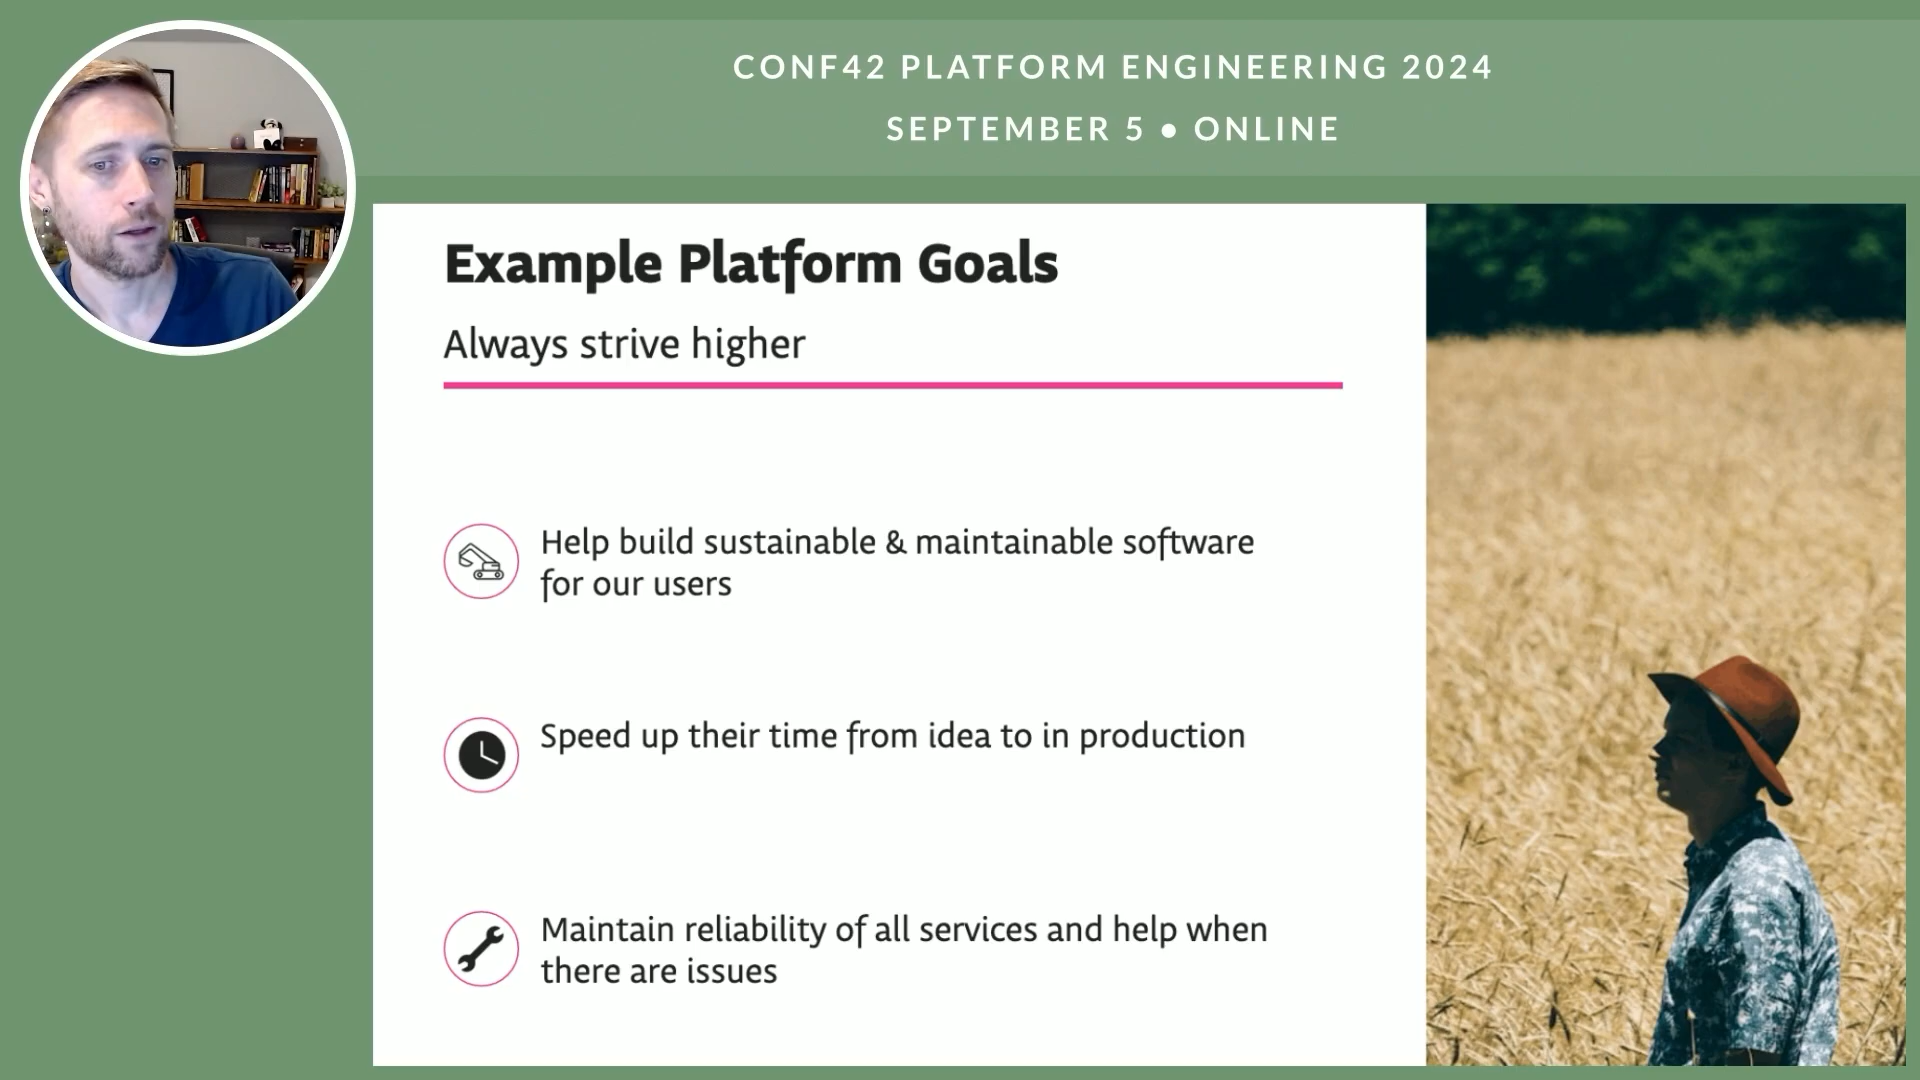 CONF42 PLATFORM ENGINEERING 2024
SEPTEMBER 5 • ONLINE
Example Platform Goals
Always strive higher
Help build sustainable & maintainable software
for our users
Speed up their time from idea to in production
Maintain reliability of all services and help when
there are issues